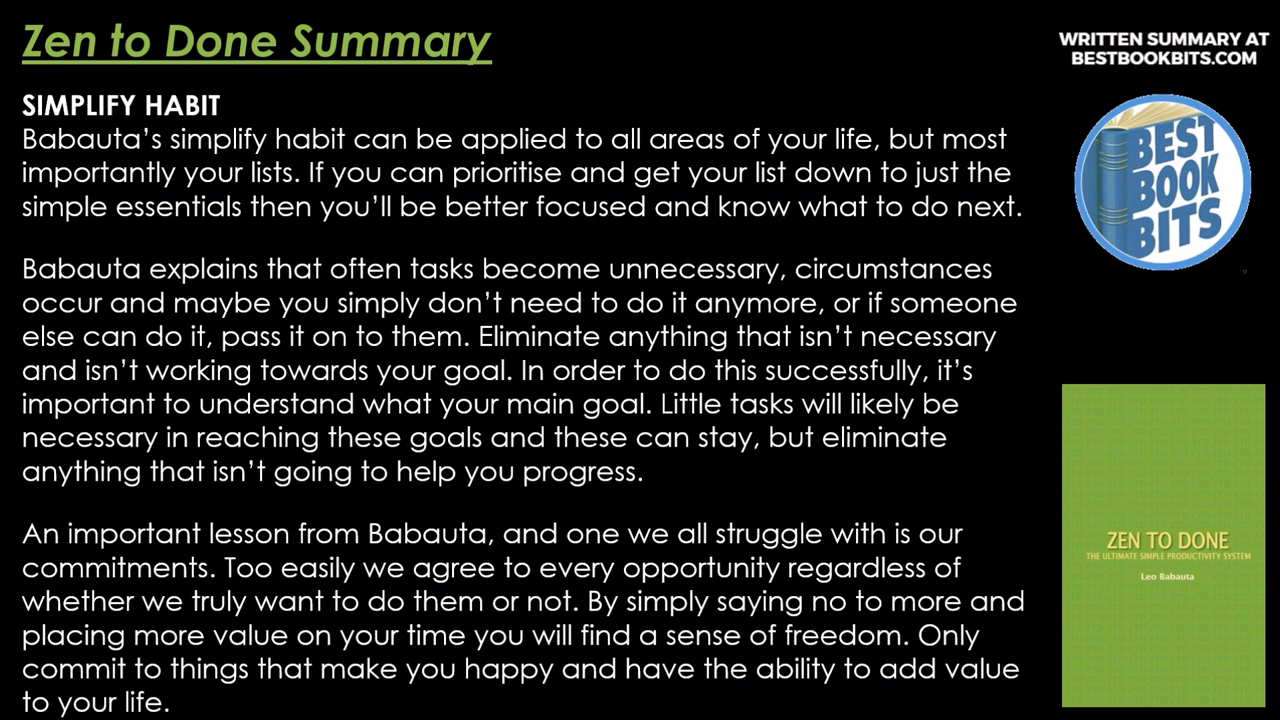 Zen to Done Summary
WRITTEN SUMMARY AT
BESTBOOKBITS.COM
SIMPLIFY HABIT
Babauta’s simplify habit can be applied to all areas of your life, but most
importantly your lists. If you can prioritise and get your list down to just the
simple essentials then you’ll be better focused and know what to do next.
BEST
BOOK
BITS
Babauta explains that often tasks become unnecessary, circumstances
occur and maybe you simply don’t need to do it anymore, or if someone
else can do it, pass it on to them. Eliminate anything that isn’t necessary
and isn’t working towards your goal. In order to do this successfully, it’s
important to understand what your main goal. Little tasks will likely be
necessary in reaching these goals and these can stay, but eliminate
anything that isn’t going to help you progress.
An important lesson from Babauta, and one we all struggle with is our
commitments. Too easily we agree to every opportunity regardless of
whether we truly want to do them or not. By simply saying no to more and
placing more value on your time you will find a sense of freedom. Only
commit to things that make you happy and have the ability to add value
to your life.
ZEN TO DONE
THE ULTIMATE SIMPLE PRODUCTIVITY SYSTEM
Leo Babauta